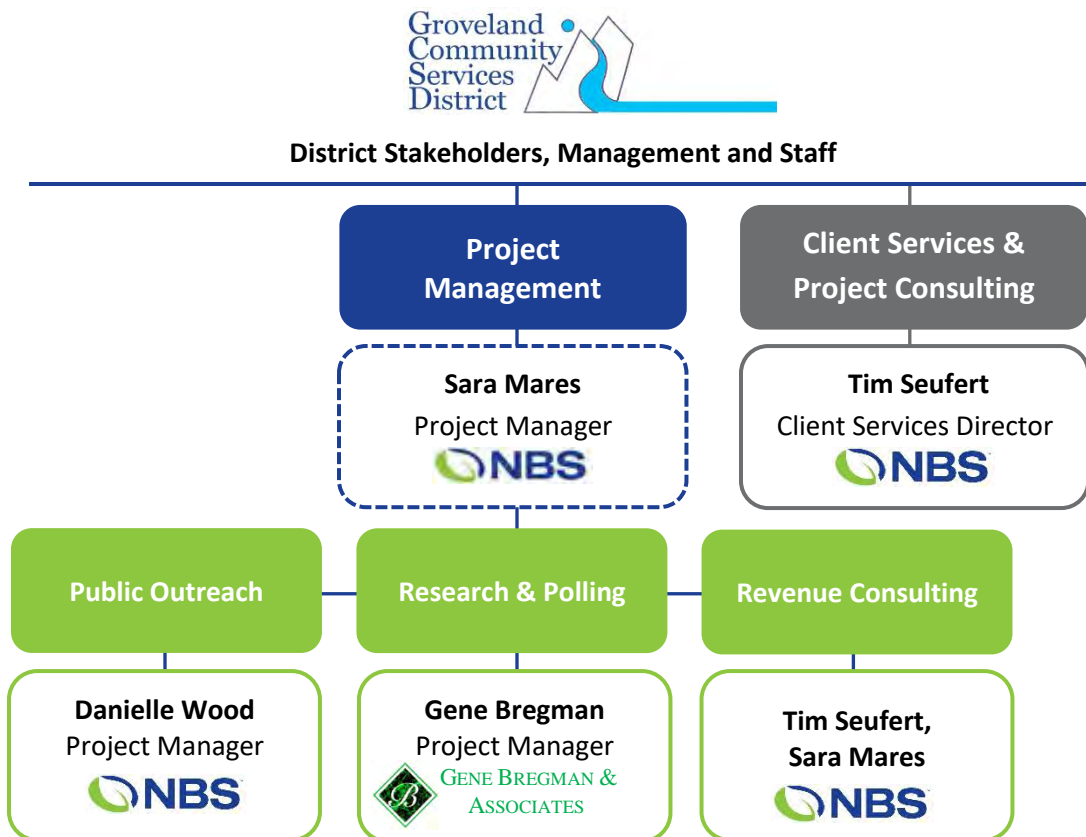 Groveland
Community
Services
District
District Stakeholders, Management and Staff
Project
Management
Client Services &
Project Consulting
Sara Mares
Project Manager
NBS
Tim Seufert
Client Services Director
NBS
Public Outreach
Research & Polling
Revenue Consulting
Danielle Wood
Project Manager
NBS
Gene Bregman
Project Manager
B
GENE BREGMAN &
ASSOCIATES
Tim Seufert,
Sara Mares
NBS